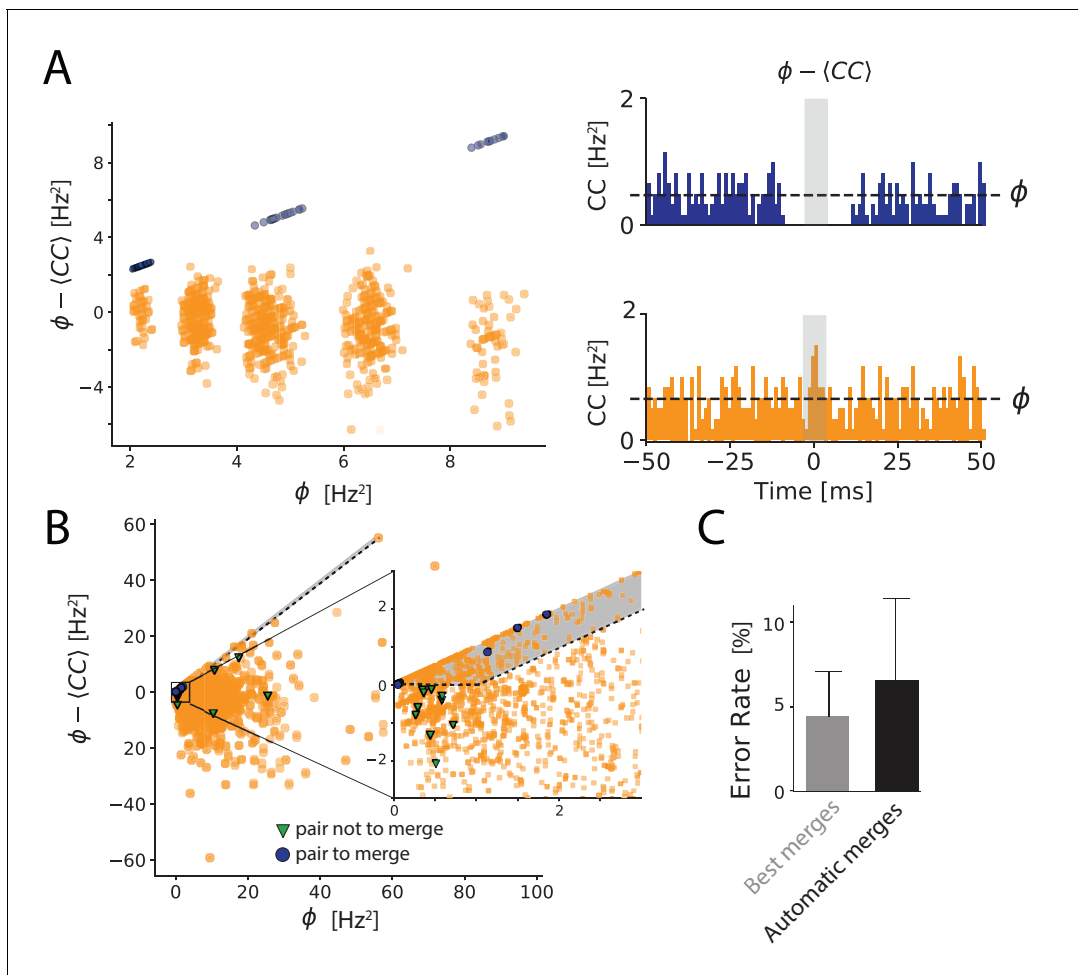 A
ϕ − ⟨CC⟩ [Hz²]
8
4
0
−4
2
4
6
8
ϕ [Hz²]
ϕ − ⟨CC⟩
CC [Hz²]
2
0
ϕ
CC [Hz²]
2
0
ϕ
−50
−25
0
25
50
Time [ms]
B
ϕ − ⟨CC⟩ [Hz²]
60
40
20
0
−20
−40
−60
0
20
40
60
80
100
ϕ [Hz²]
2
0
−2
0
2
pair not to merge
pair to merge
C
Error Rate [%]
10
5
0
Best merges
Automatic merges